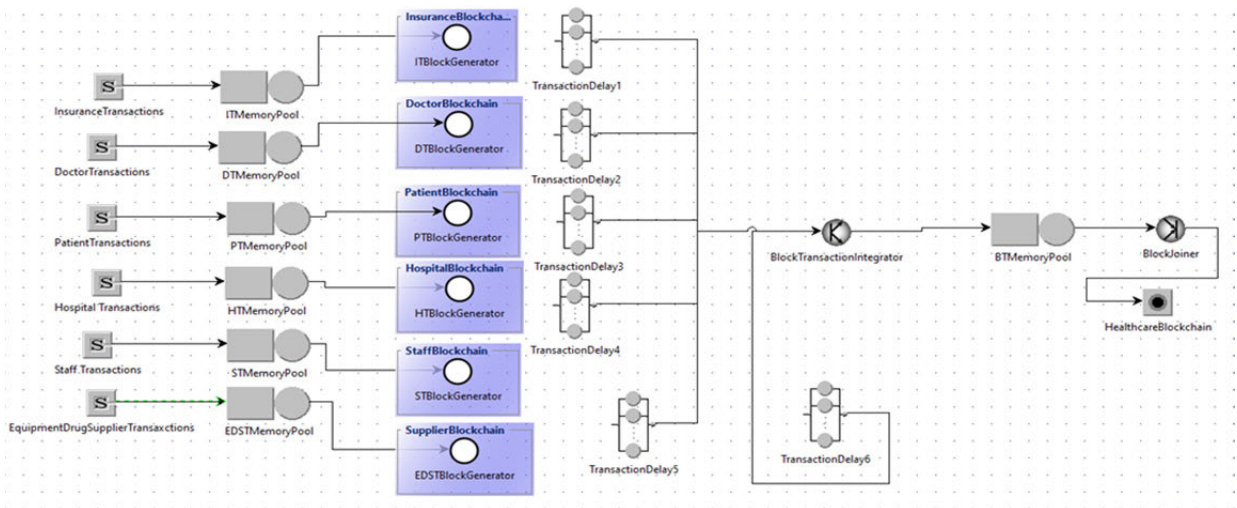 InsuranceBlockcha...
ITBlockGenerator
TransactionDelay1
S
InsuranceTransactions
ITMemoryPool
DoctorBlockchain
DTBlockGenerator
TransactionDelay2
S
DoctorTransactions
DTMemoryPool
PatientBlockchain
PTBlockGenerator
TransactionDelay3
S
PatientTransactions
PTMemoryPool
BlockTransactionIntegrator
BTMemoryPool
BlockJoiner
HospitalBlockchain
HTBlockGenerator
TransactionDelay4
S
Hospital Transactions
HTMemoryPool
HealthcareBlockchain
StaffBlockchain
STBlockGenerator
S
Staff Transactions
STMemoryPool
S
EquipmentDrugSupplierTransaxctions
EDSTMemoryPool
SupplierBlockchain
EDSTBlockGenerator
TransactionDelay5
TransactionDelay6